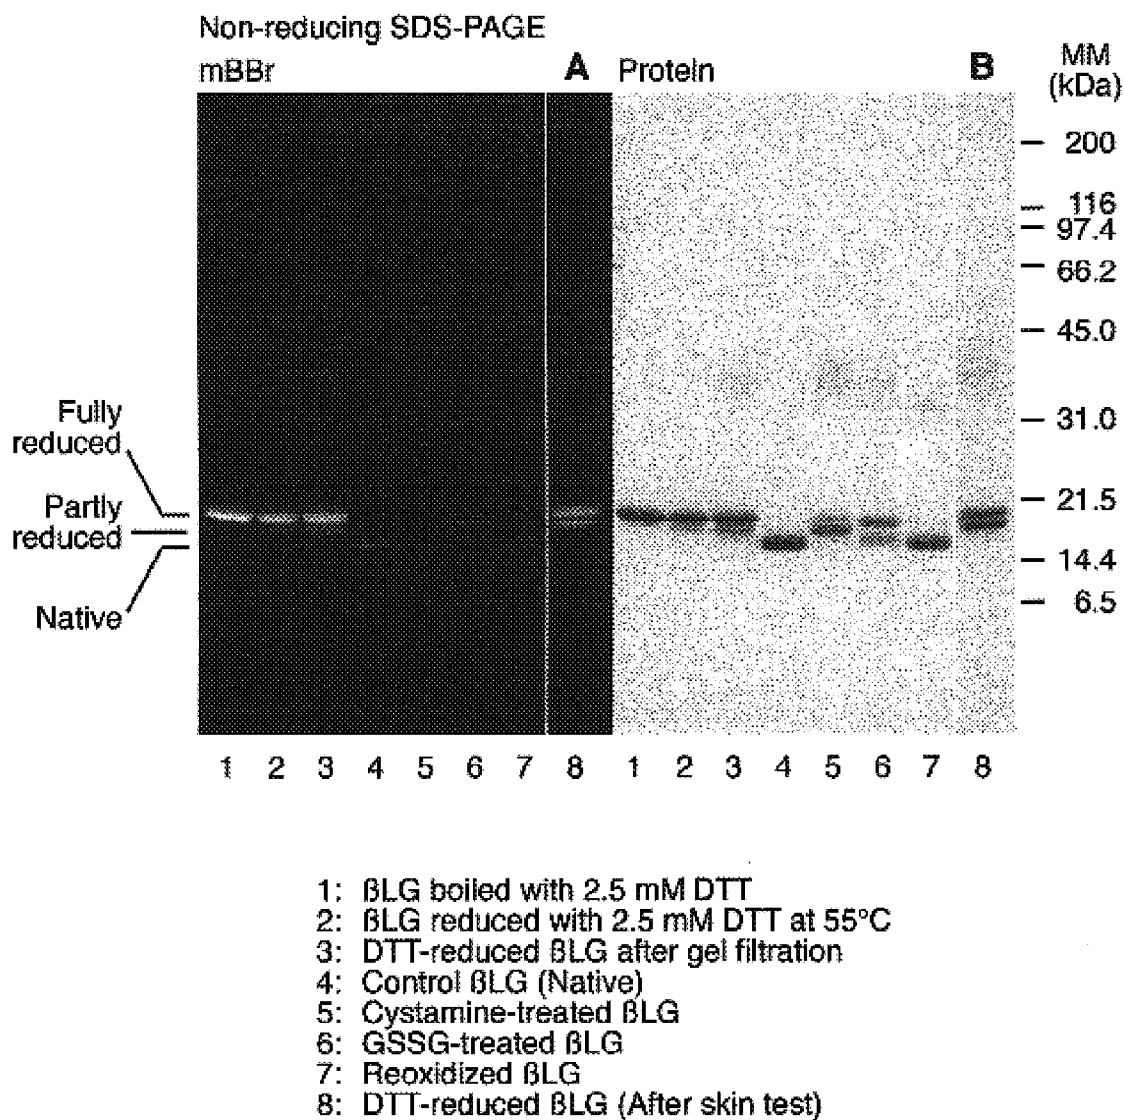 Non-reducing SDS-PAGE
mBBr A Protein B MM
(kDa)
200
116
97.4
66.2
45.0
31.0
21.5
14.4
6.5
Fully
reduced
Partly
reduced
Native
1 2 3 4 5 6 7 8 1 2 3 4 5 6 7 8
1: βLG boiled with 2.5 mM DTT
2: βLG reduced with 2.5 mM DTT at 55°C
3: DTT-reduced βLG after gel filtration
4: Control βLG (Native)
5: Cystamine-treated βLG
6: GSSG-treated βLG
7: Reoxidized βLG
8: DTT-reduced βLG (After skin test)